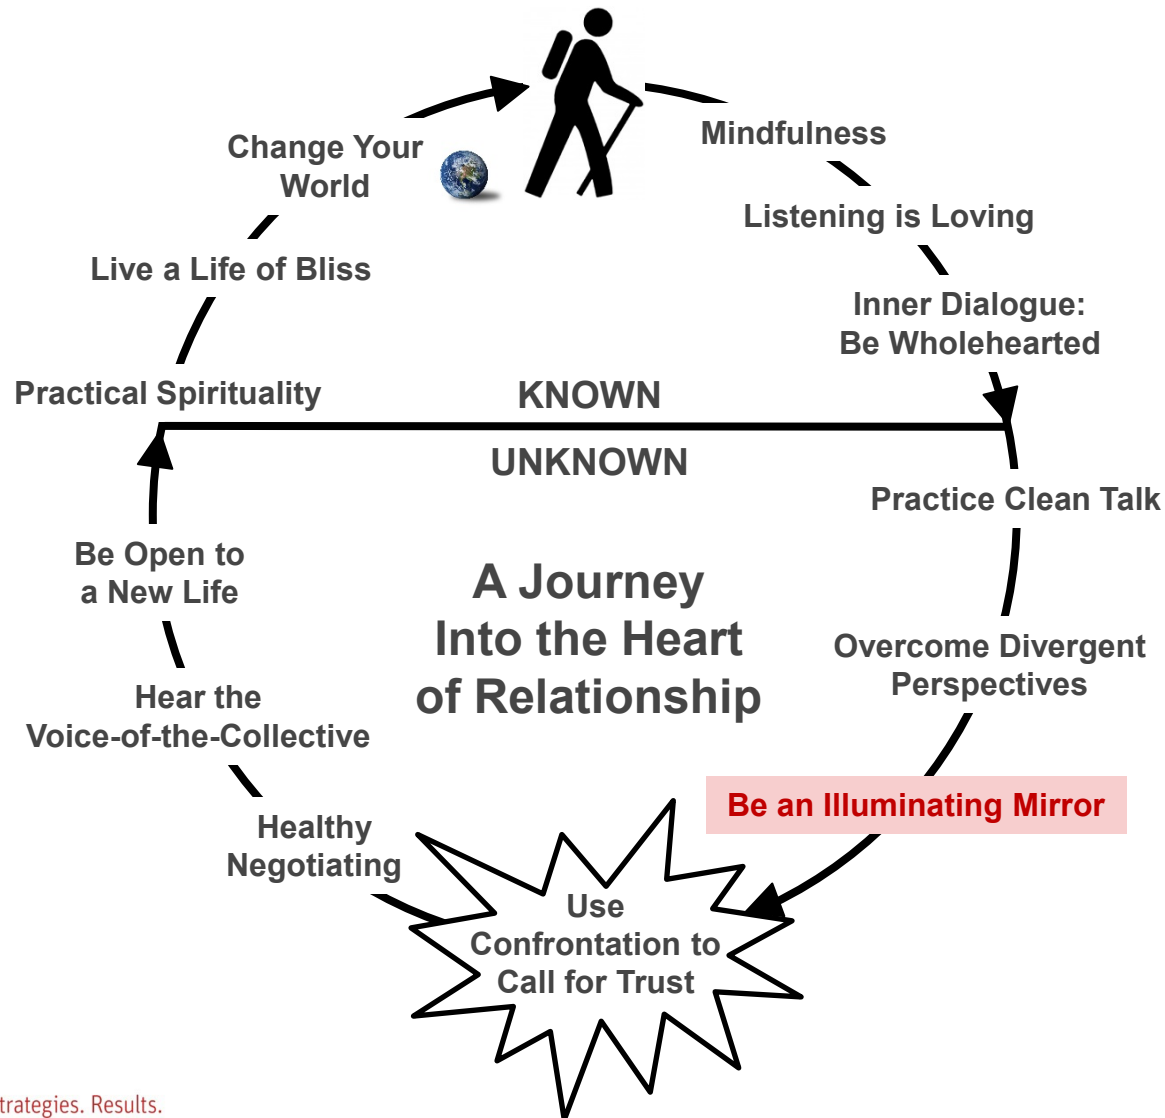 Mindfulness
Listening is Loving
Inner Dialogue:
Be Wholehearted
Practice Clean Talk
Overcome Divergent
Perspectives
Be an Illuminating Mirror
Use
Confrontation to
Call for Trust
Healthy
Negotiating
Hear the
Voice-of-the-Collective
Be Open to
a New Life
Practical Spirituality
Live a Life of Bliss
Change Your
World
KNOWN
UNKNOWN
A Journey
Into the Heart
of Relationship
trategies. Results.